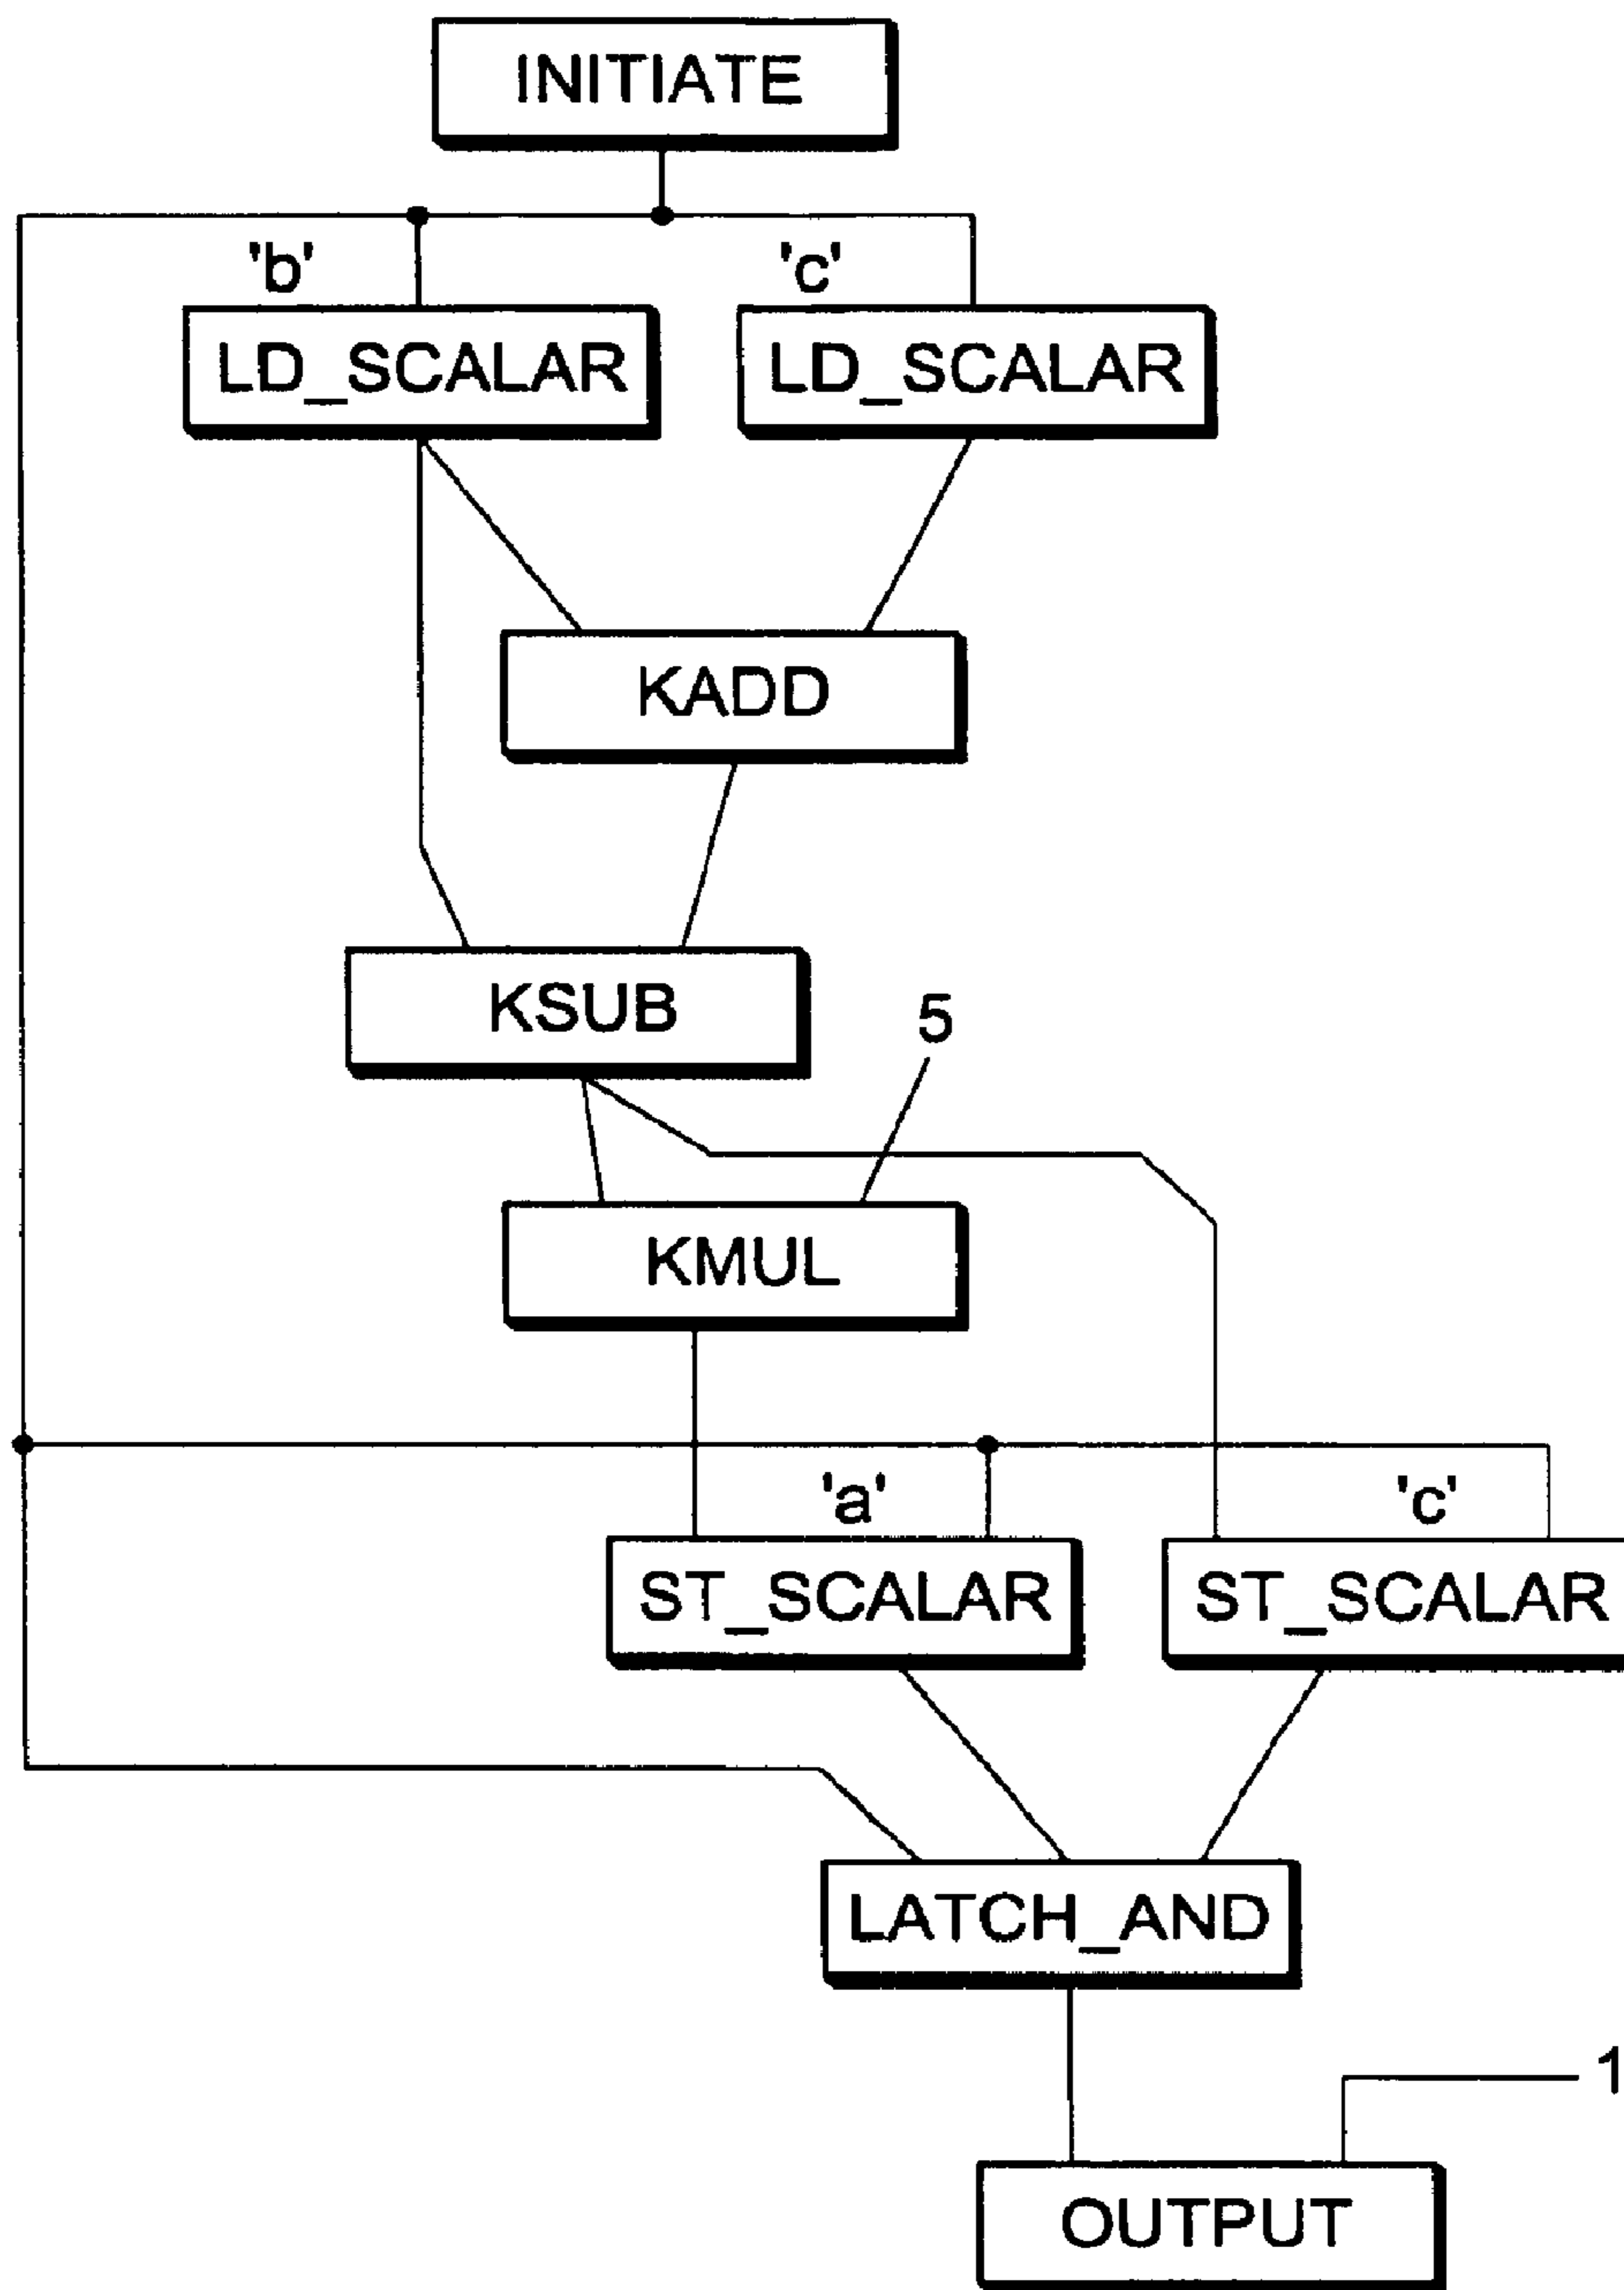 INITIATE
'b' 'c'
LD_SCALAR LD_SCALAR
KADD
KSUB
5
KMUL
'a' 'c'
ST_SCALAR ST_SCALAR
LATCH_AND
1
OUTPUT